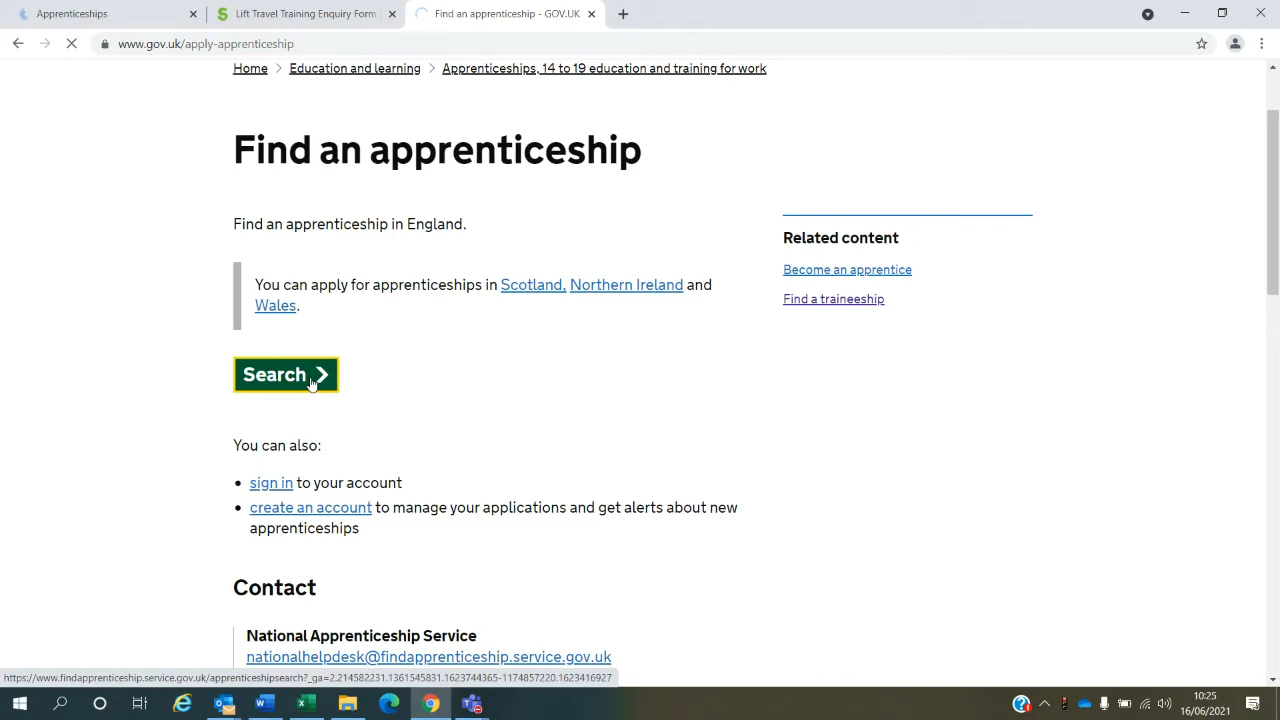 Apprenticeships
Lift Travel Training Enquiry Form
Find an apprenticeship - GOV.UK
www.gov.uk/apply-apprenticeship
Home > Education and learning > Apprenticeships, 14 to 19 education and training for work
Find an apprenticeship
Find an apprenticeship in England.
Related content
Become an apprentice
You can apply for apprenticeships in Scotland, Northern Ireland and
Wales.
Find a traineeship
Search
You can also:
• sign in to your account
• create an account to manage your applications and get alerts about new
apprenticeships
Contact
National Apprenticeship Service
nationalhelpdesk@findapprenticeship.service.gov.uk
https://www.findapprenticeship.service.gov.uk/apprenticeshipsearch?_ga=2.214582231.1361545831.1623744365-1174857220.1623416927
10:25
16/06/2021